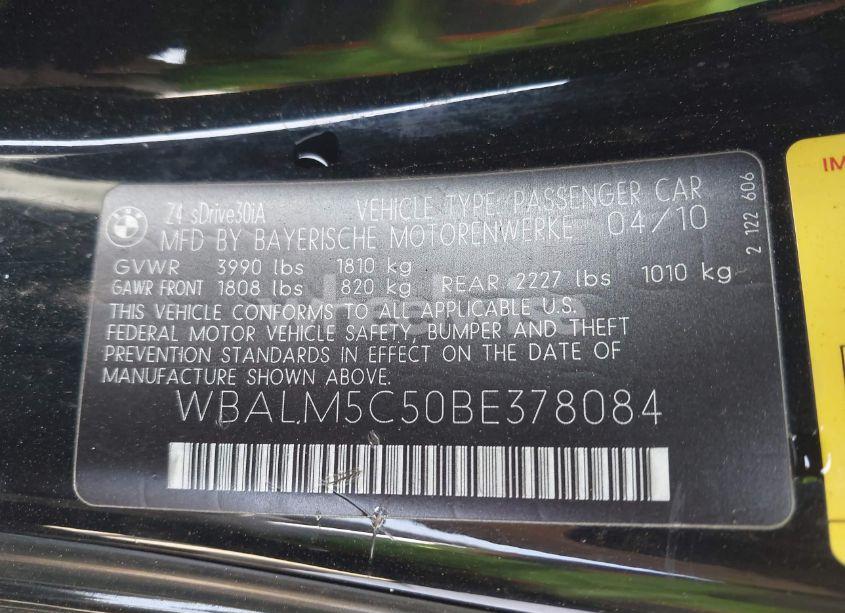 BMW
Z4 sDrive30iA VEHICLE TYPE: PASSENGER CAR
MFD BY BAYERISCHE MOTORENWERKE 04/10
GVWR 3990 lbs 1810 kg
GAWR FRONT 1808 lbs 820 kg REAR 2227 lbs 1010 kg
THIS VEHICLE CONFORMS TO ALL APPLICABLE U.S.
FEDERAL MOTOR VEHICLE SAFETY, BUMPER AND THEFT
PREVENTION STANDARDS IN EFFECT ON THE DATE OF
MANUFACTURE SHOWN ABOVE.
WBALM5C50BE378084
2 122 606
IM